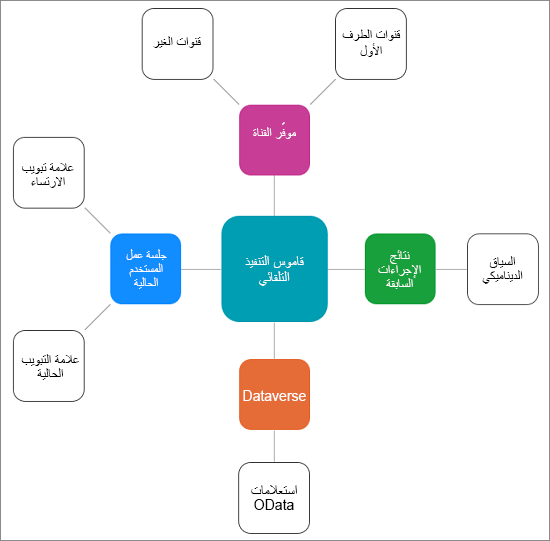 قنوات الطرف
الأول
قنوات الغير
موفّر القناة
علامة تبويب
الارتساء
جلسة عمل
المستخدم
الحالية
قاموس التنفيذ
التلقائي
نتائج
الإجراءات
السابقة
السياق
الديناميكي
علامة التبويب
الحالية
Dataverse
استعلامات
OData